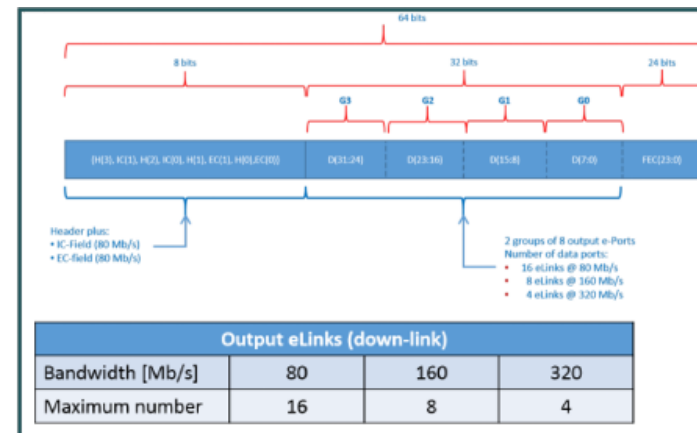 64 bits
8 bits 32 bits 24 bits
G3 G2 G1 G0
{H(3), IC(1), H(2), IC(0), H(1), EC(1), H(0),EC(0)} D(31:24) D(23:16) D(15:8) D(7:0) FEC(23:0)
Header plus:
• IC-Field (80 Mb/s)
• EC-field (80 Mb/s)
2 groups of 8 output e-Ports
Number of data ports:
• 16 eLinks @ 80 Mb/s
• 8 eLinks @ 160 Mb/s
• 4 eLinks @ 320 Mb/s
Output eLinks (down-link)
Bandwidth [Mb/s] 80 160 320
Maximum number 16 8 4